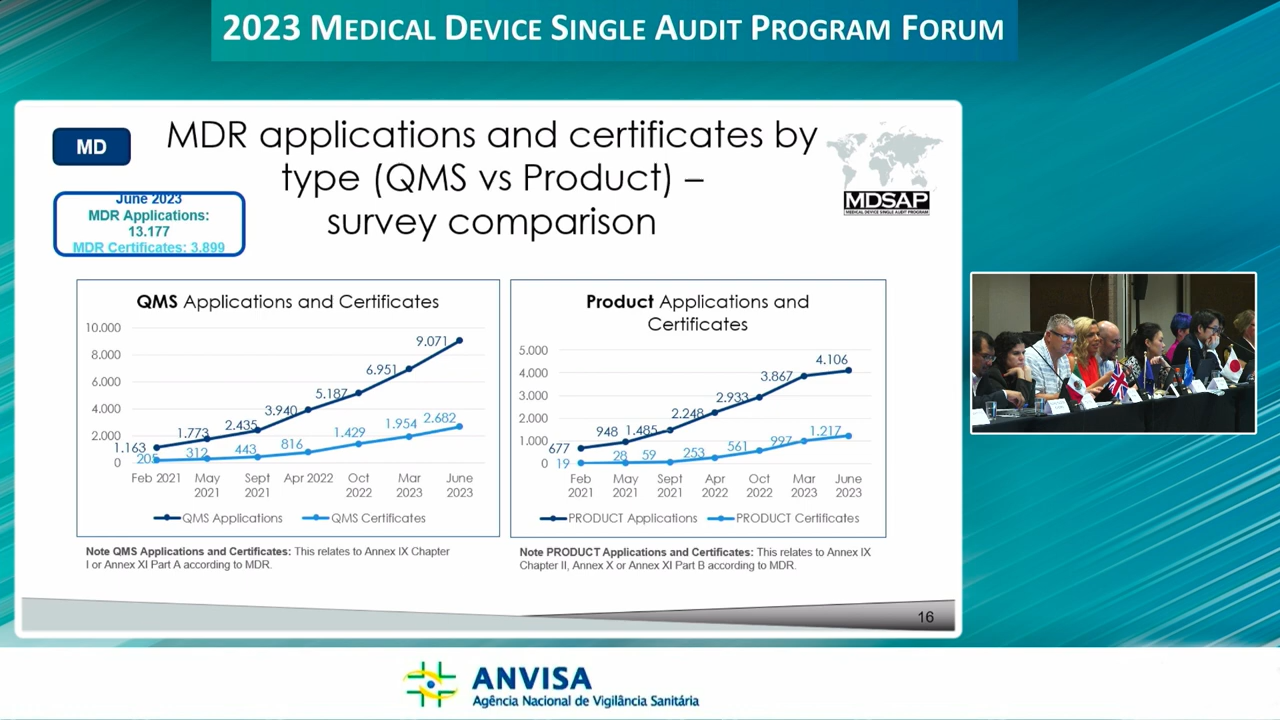 2023 MEDICAL DEVICE SINGLE AUDIT PROGRAM FORUM
MD
MDR applications and certificates by
type (QMS vs Product) –
survey comparison
June 2023
MDR Applications:
13.177
MDR Certificates: 3.899
MDSAP
MEDICAL DEVICE SINGLE AUDIT PROGRAM
QMS Applications and Certificates
10.000
8.000
6.000
4.000
2.000
0
1.163
1.773
2.435
3.940
5.187
6.951
9.071
205
312
443
816
1.429
1.954
2.682
Feb 2021
May
2021
Sept
2021
Apr 2022
Oct
2022
Mar
2023
June
2023
QMS Applications
QMS Certificates
Note QMS Applications and Certificates: This relates to Annex IX Chapter
I or Annex XI Part A according to MDR.
Product Applications and
Certificates
5.000
4.000
3.000
2.000
1.000
0
677
948
1.485
2.248
2.933
3.867
4.106
19
28
59
253
561
997
1.217
Feb
2021
May
2021
Sept
2021
Apr
2022
Oct
2022
Mar
2023
June
2023
PRODUCT Applications
PRODUCT Certificates
Note PRODUCT Applications and Certificates: This relates to Annex IX
Chapter II, Annex X or Annex XI Part B according to MDR.
16
ANVISA
Agência Nacional de Vigilância Sanitária